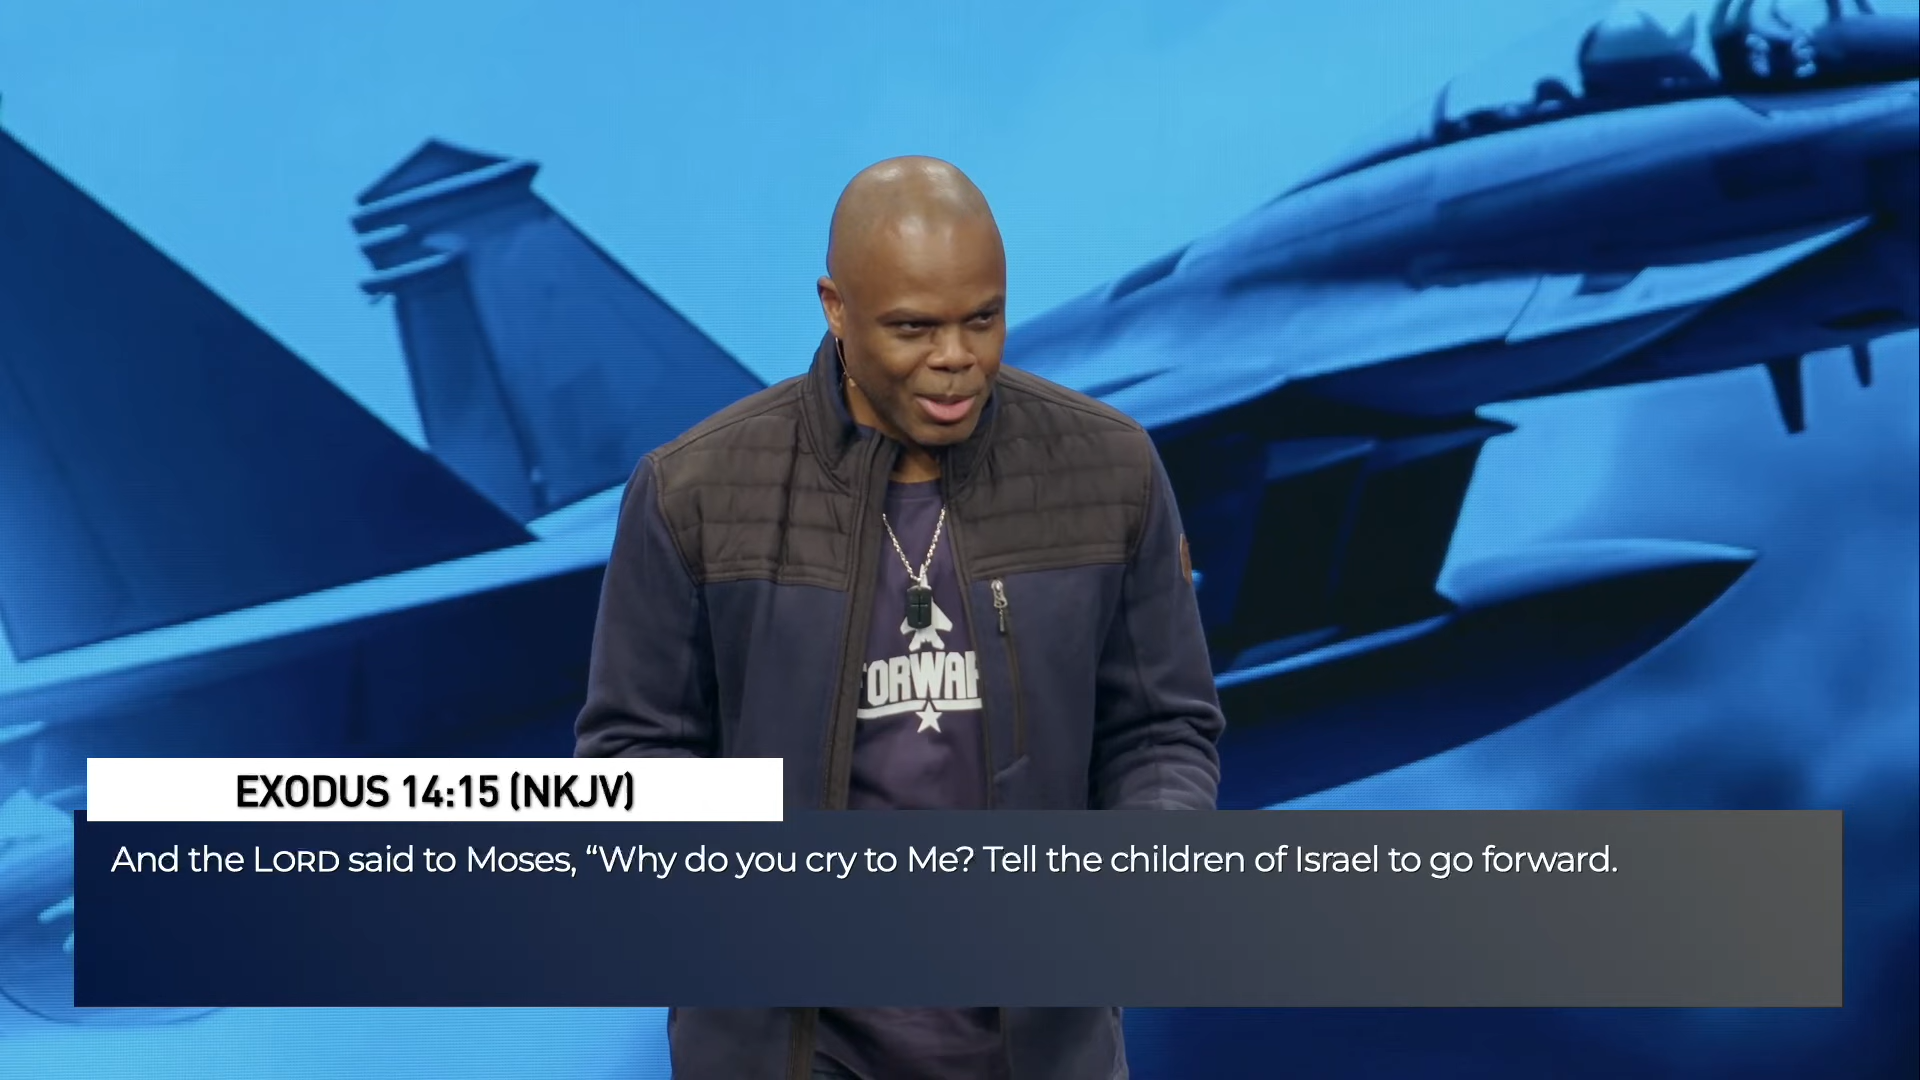 FORWAR
EXODUS 14:15 (NKJV)
And the LORD said to Moses, “Why do you cry to Me? Tell the children of Israel to go forward.